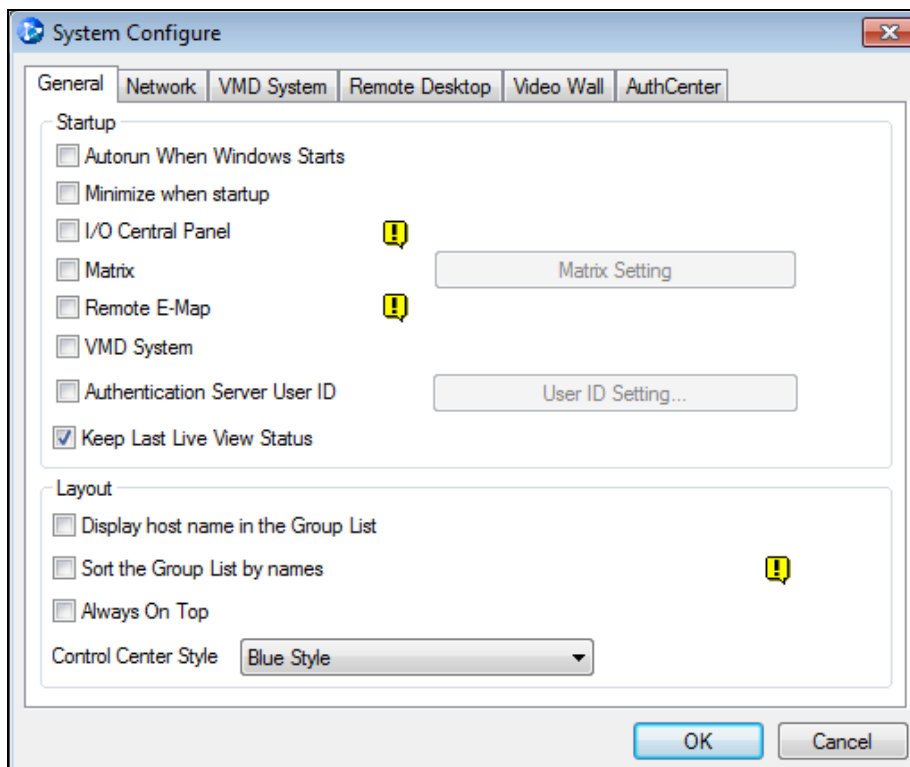 System Configure
General Network VMD System Remote Desktop Video Wall AuthCenter
Startup
Autorun When Windows Starts
Minimize when startup
I/O Central Panel
Matrix Matrix Setting
Remote E-Map
VMD System
Authentication Server User ID User ID Setting...
Keep Last Live View Status
Layout
Display host name in the Group List
Sort the Group List by names
Always On Top
Control Center Style Blue Style
OK Cancel